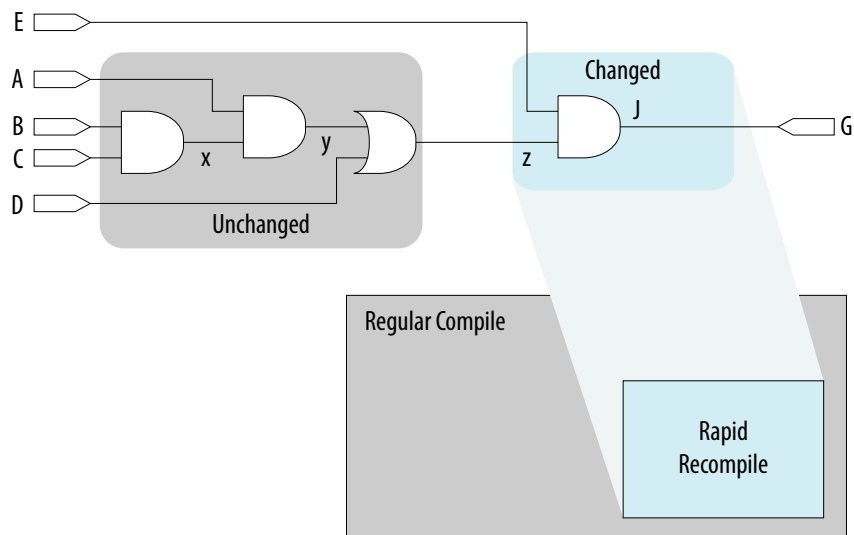 E
Changed
A
J
B
G
y
C
x
z
D
Unchanged
Regular Compile
Rapid
Recompile